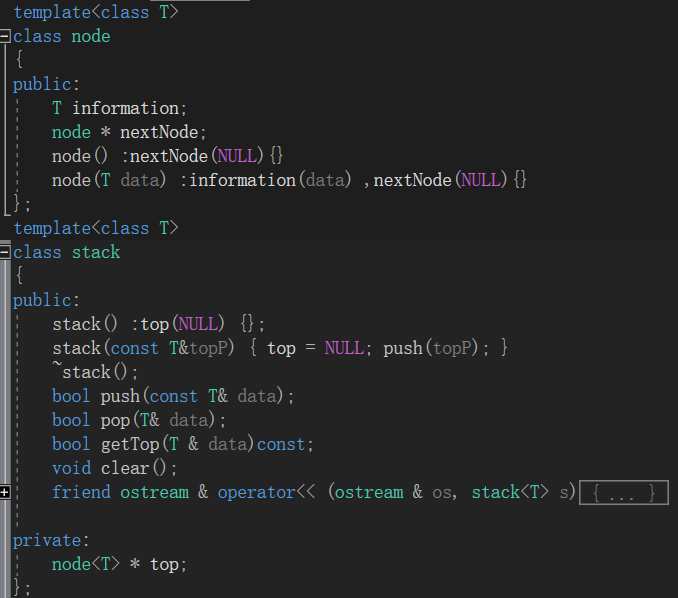 template<class T>
class node
{
public:
    T information;
    node * nextNode;
    node() :nextNode(NULL){}
    node(T data) :information(data) ,nextNode(NULL){}
};
template<class T>
class stack
{
public:
    stack() :top(NULL) {};
    stack(const T&topP) { top = NULL; push(topP); }
    ~stack();
    bool push(const T& data);
    bool pop(T& data);
    bool getTop(T & data)const;
    void clear();
    friend ostream & operator<< (ostream & os, stack<T> s){ ... }
private:
    node<T> * top;
};